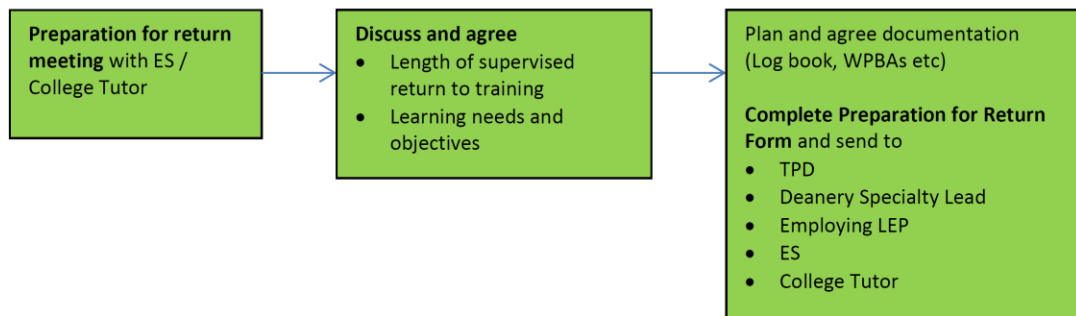 Preparation for return
meeting with ES /
College Tutor
Discuss and agree
• Length of supervised
return to training
• Learning needs and
objectives
Plan and agree documentation
(Log book, WPBAs etc)
Complete Preparation for Return
Form and send to
• TPD
• Deanery Specialty Lead
• Employing LEP
• ES
• College Tutor